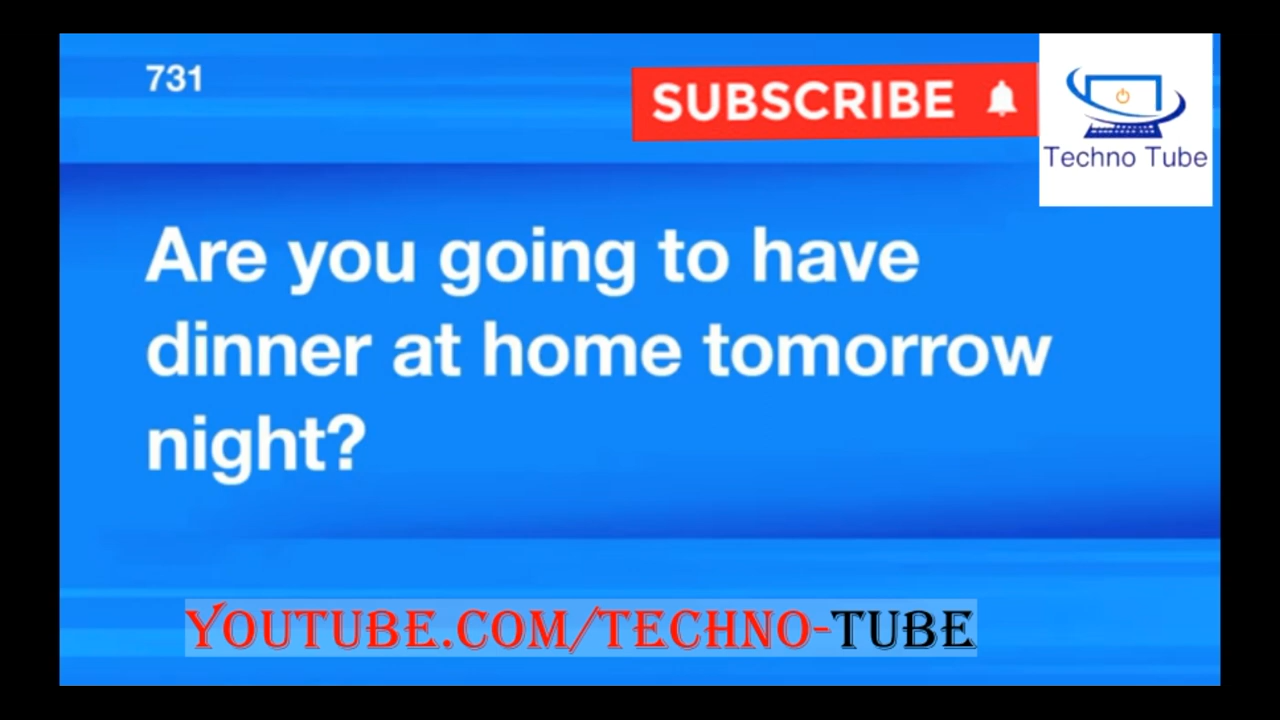 731
SUBSCRIBE
Techno Tube
Are you going to have
dinner at home tomorrow
night?
YOUTUBE.COM/TECHNO-TUBE